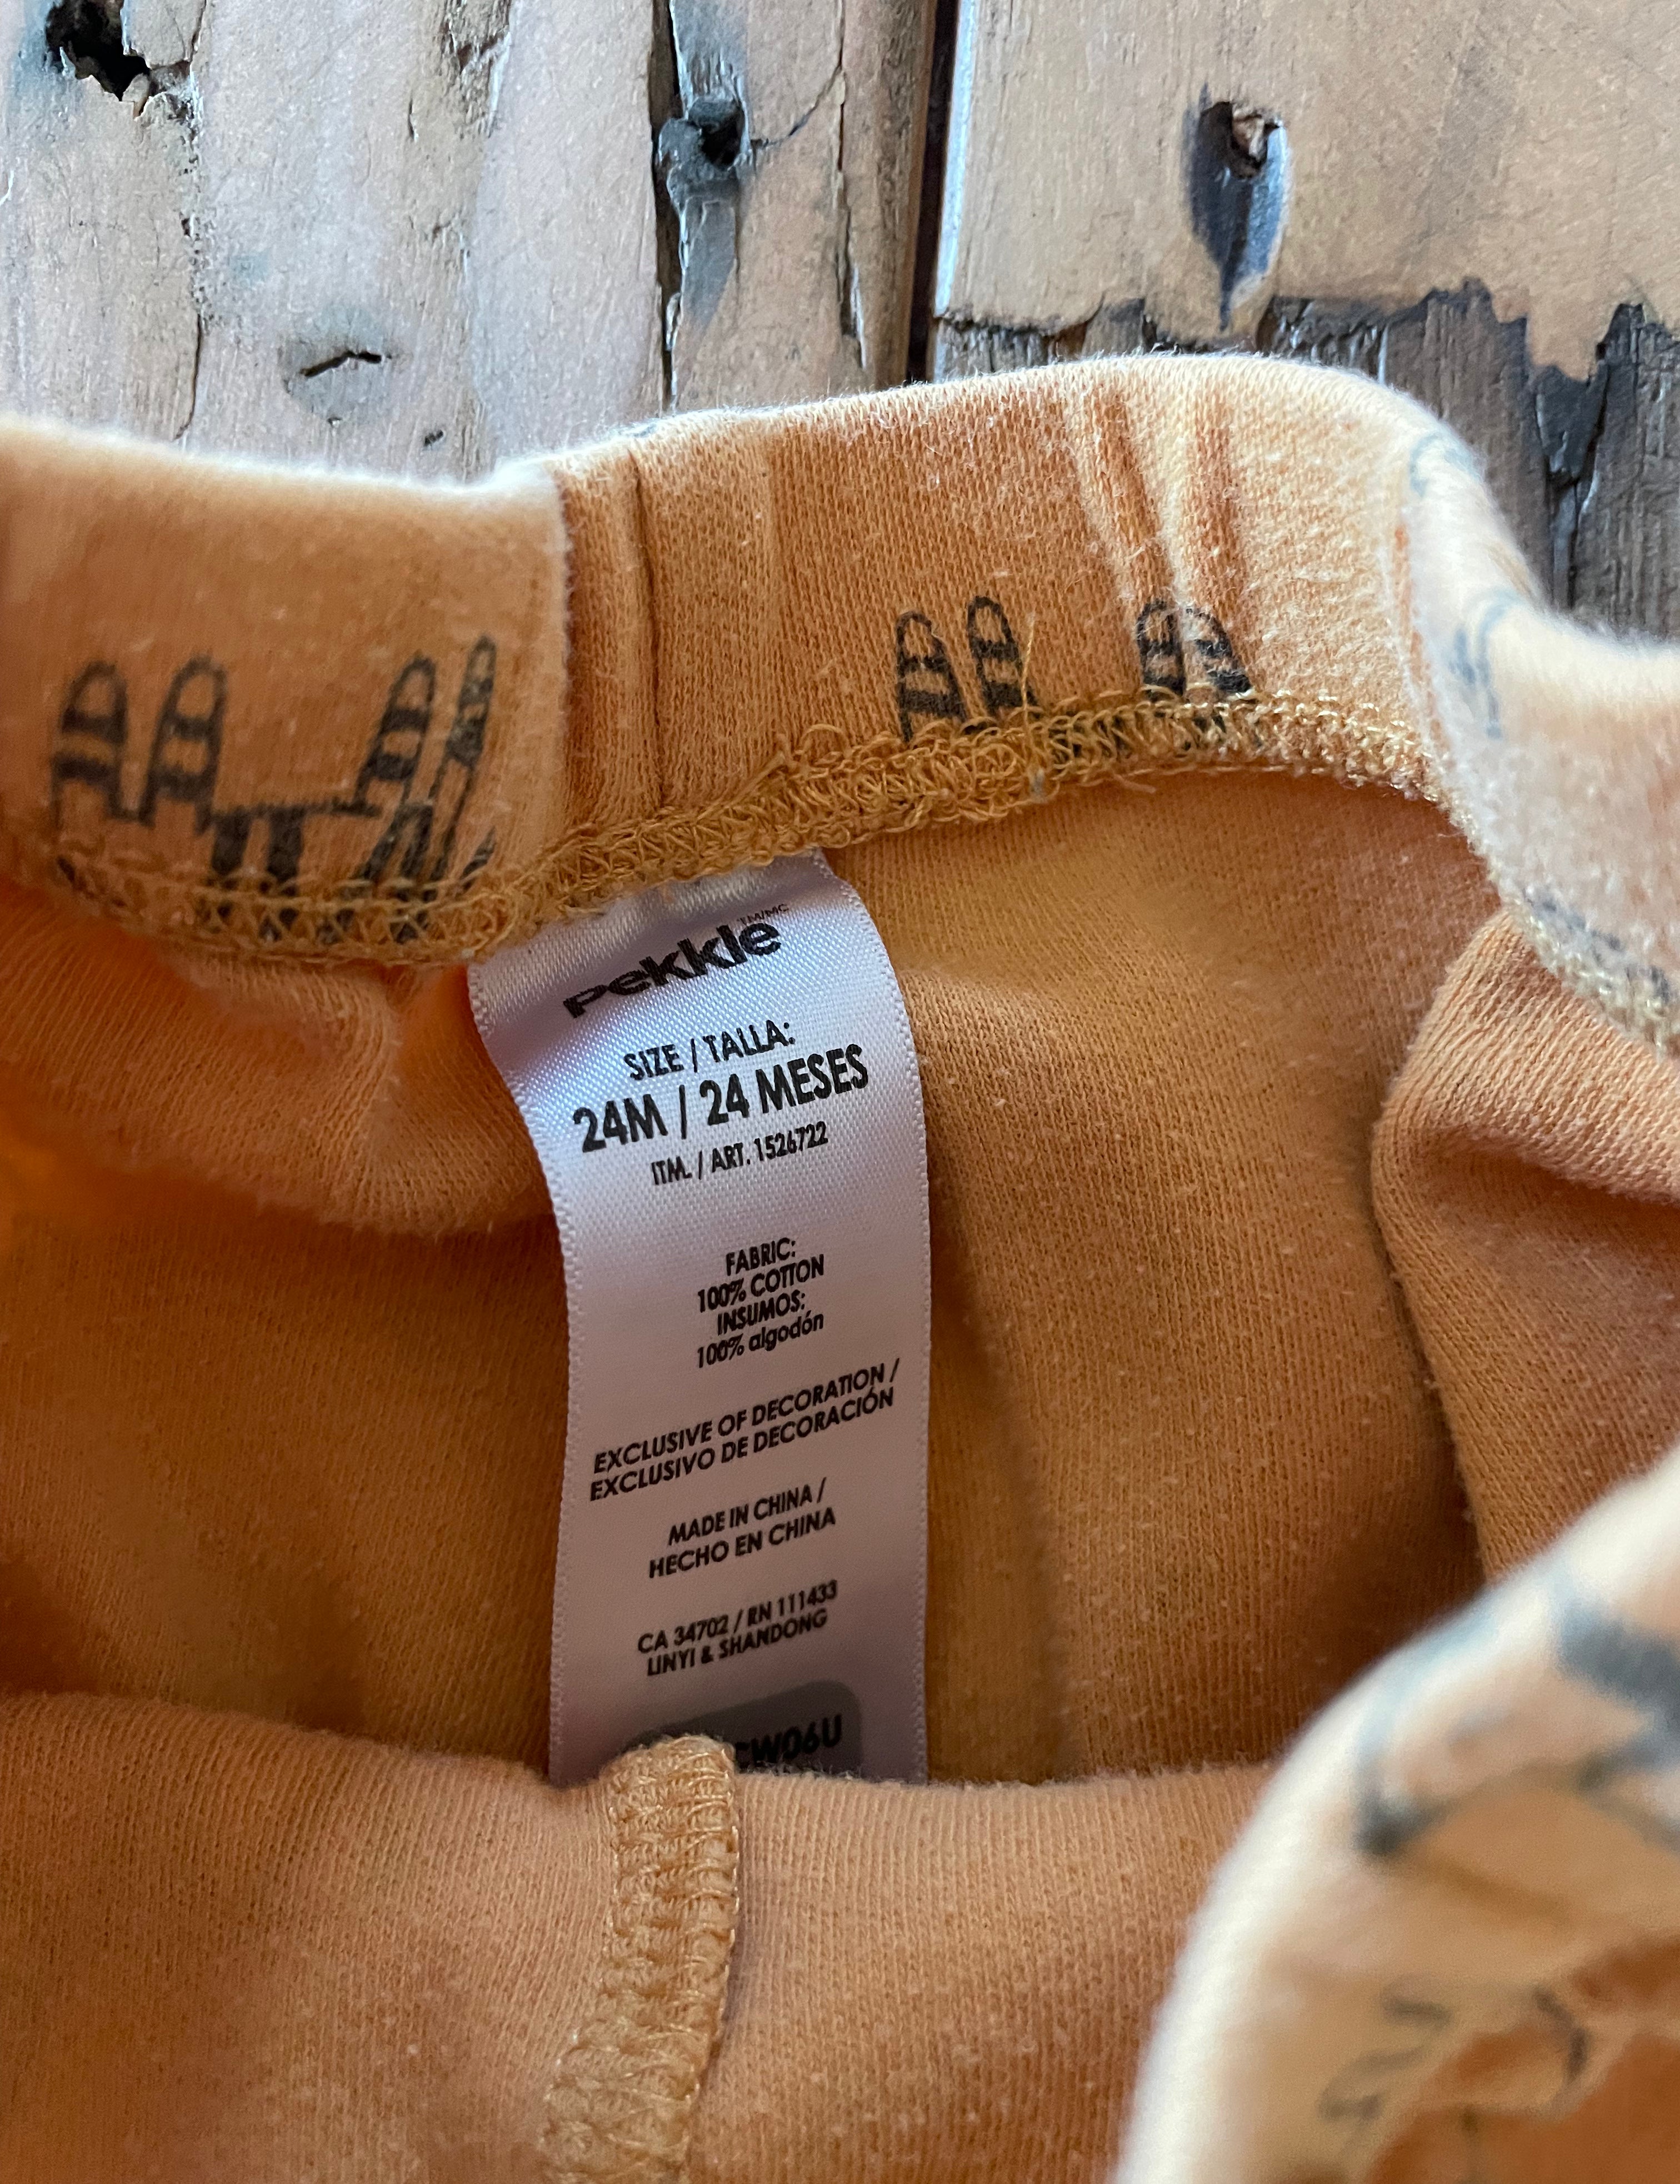 pekkle TM/MC
SIZE / TALLA:
24M / 24 MESES
ITM. / ART. 1526722
FABRIC:
100% COTTON
INSUMOS:
100% algodón
EXCLUSIVE OF DECORATION /
EXCLUSIVO DE DECORACIÓN
MADE IN CHINA /
HECHO EN CHINA
CA 34702 / RN 111433
LINYI & SHANDONG